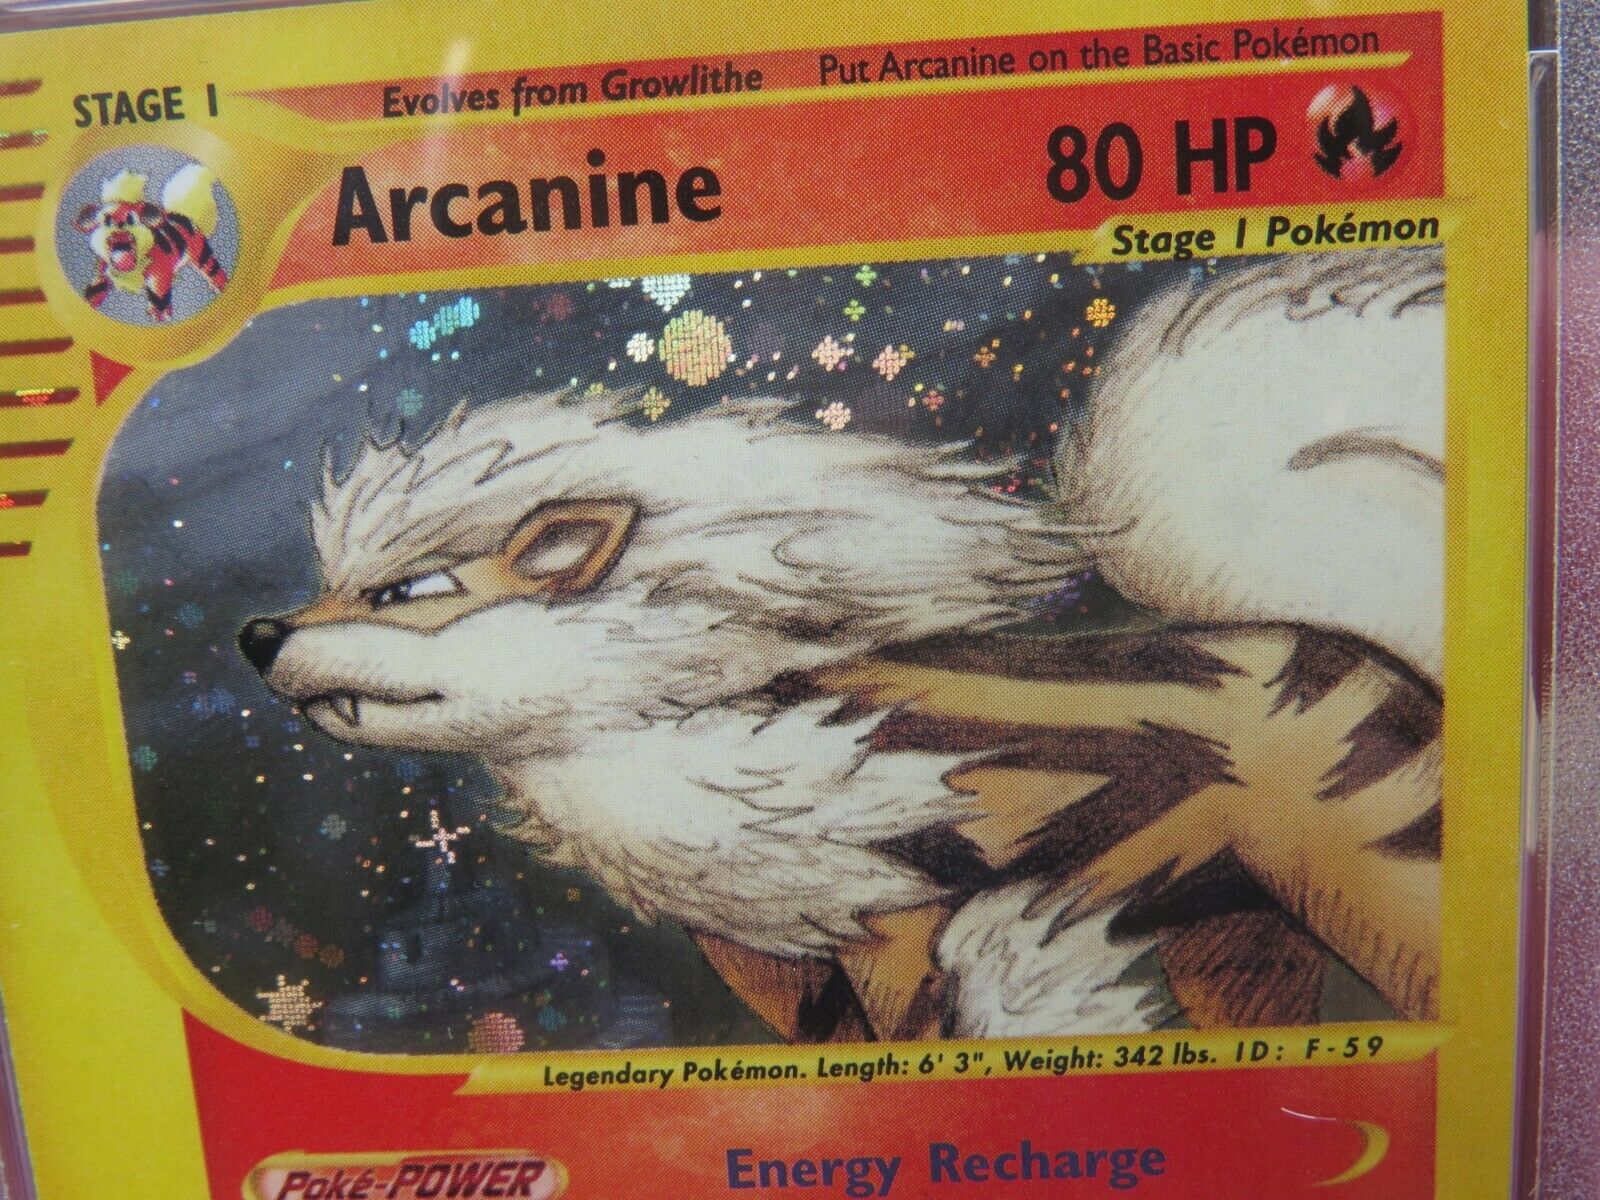 Evolves from Growlithe Put Arcanine on the Basic Pokémon
STAGE 1
Arcanine 80 HP
Stage 1 Pokémon
Legendary Pokémon. Length: 6' 3", Weight: 342 lbs. ID: F-59
Poké-POWER Energy Recharge